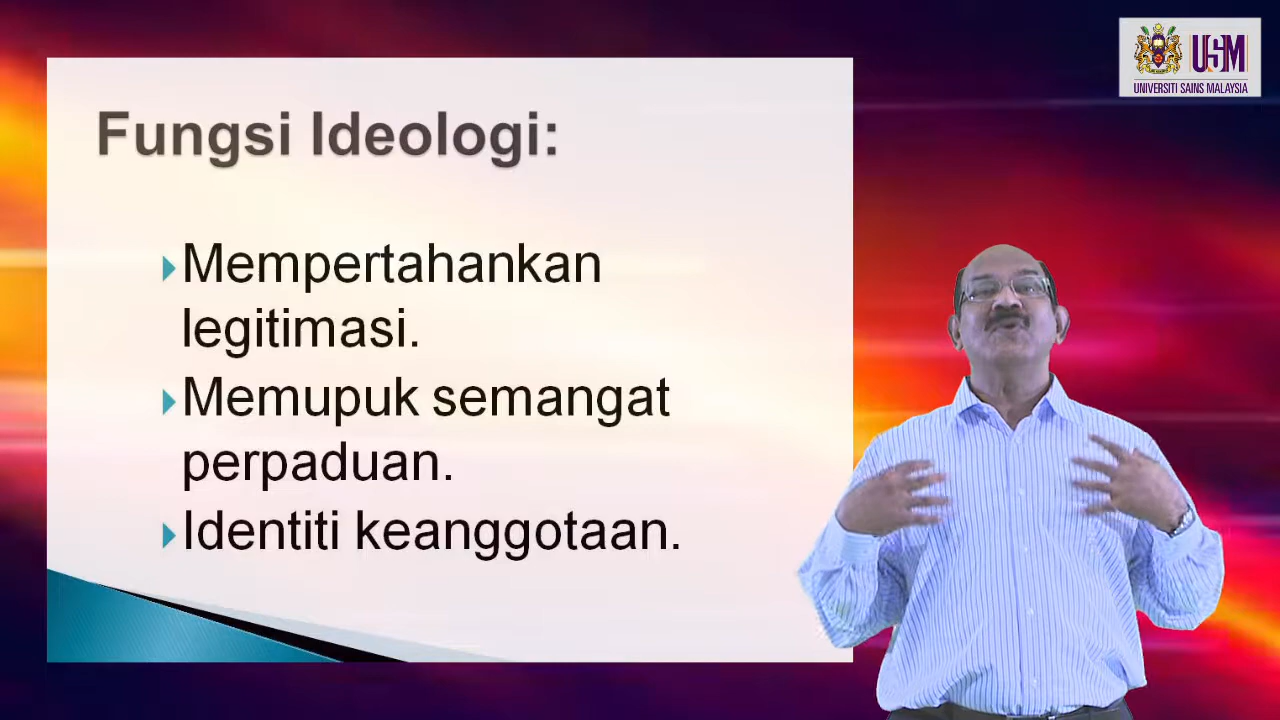 USM
UNIVERSITI SAINS MALAYSIA
Fungsi Ideologi:
Mempertahankan
legitimasi.
Memupuk semangat
perpaduan.
Identiti keanggotaan.